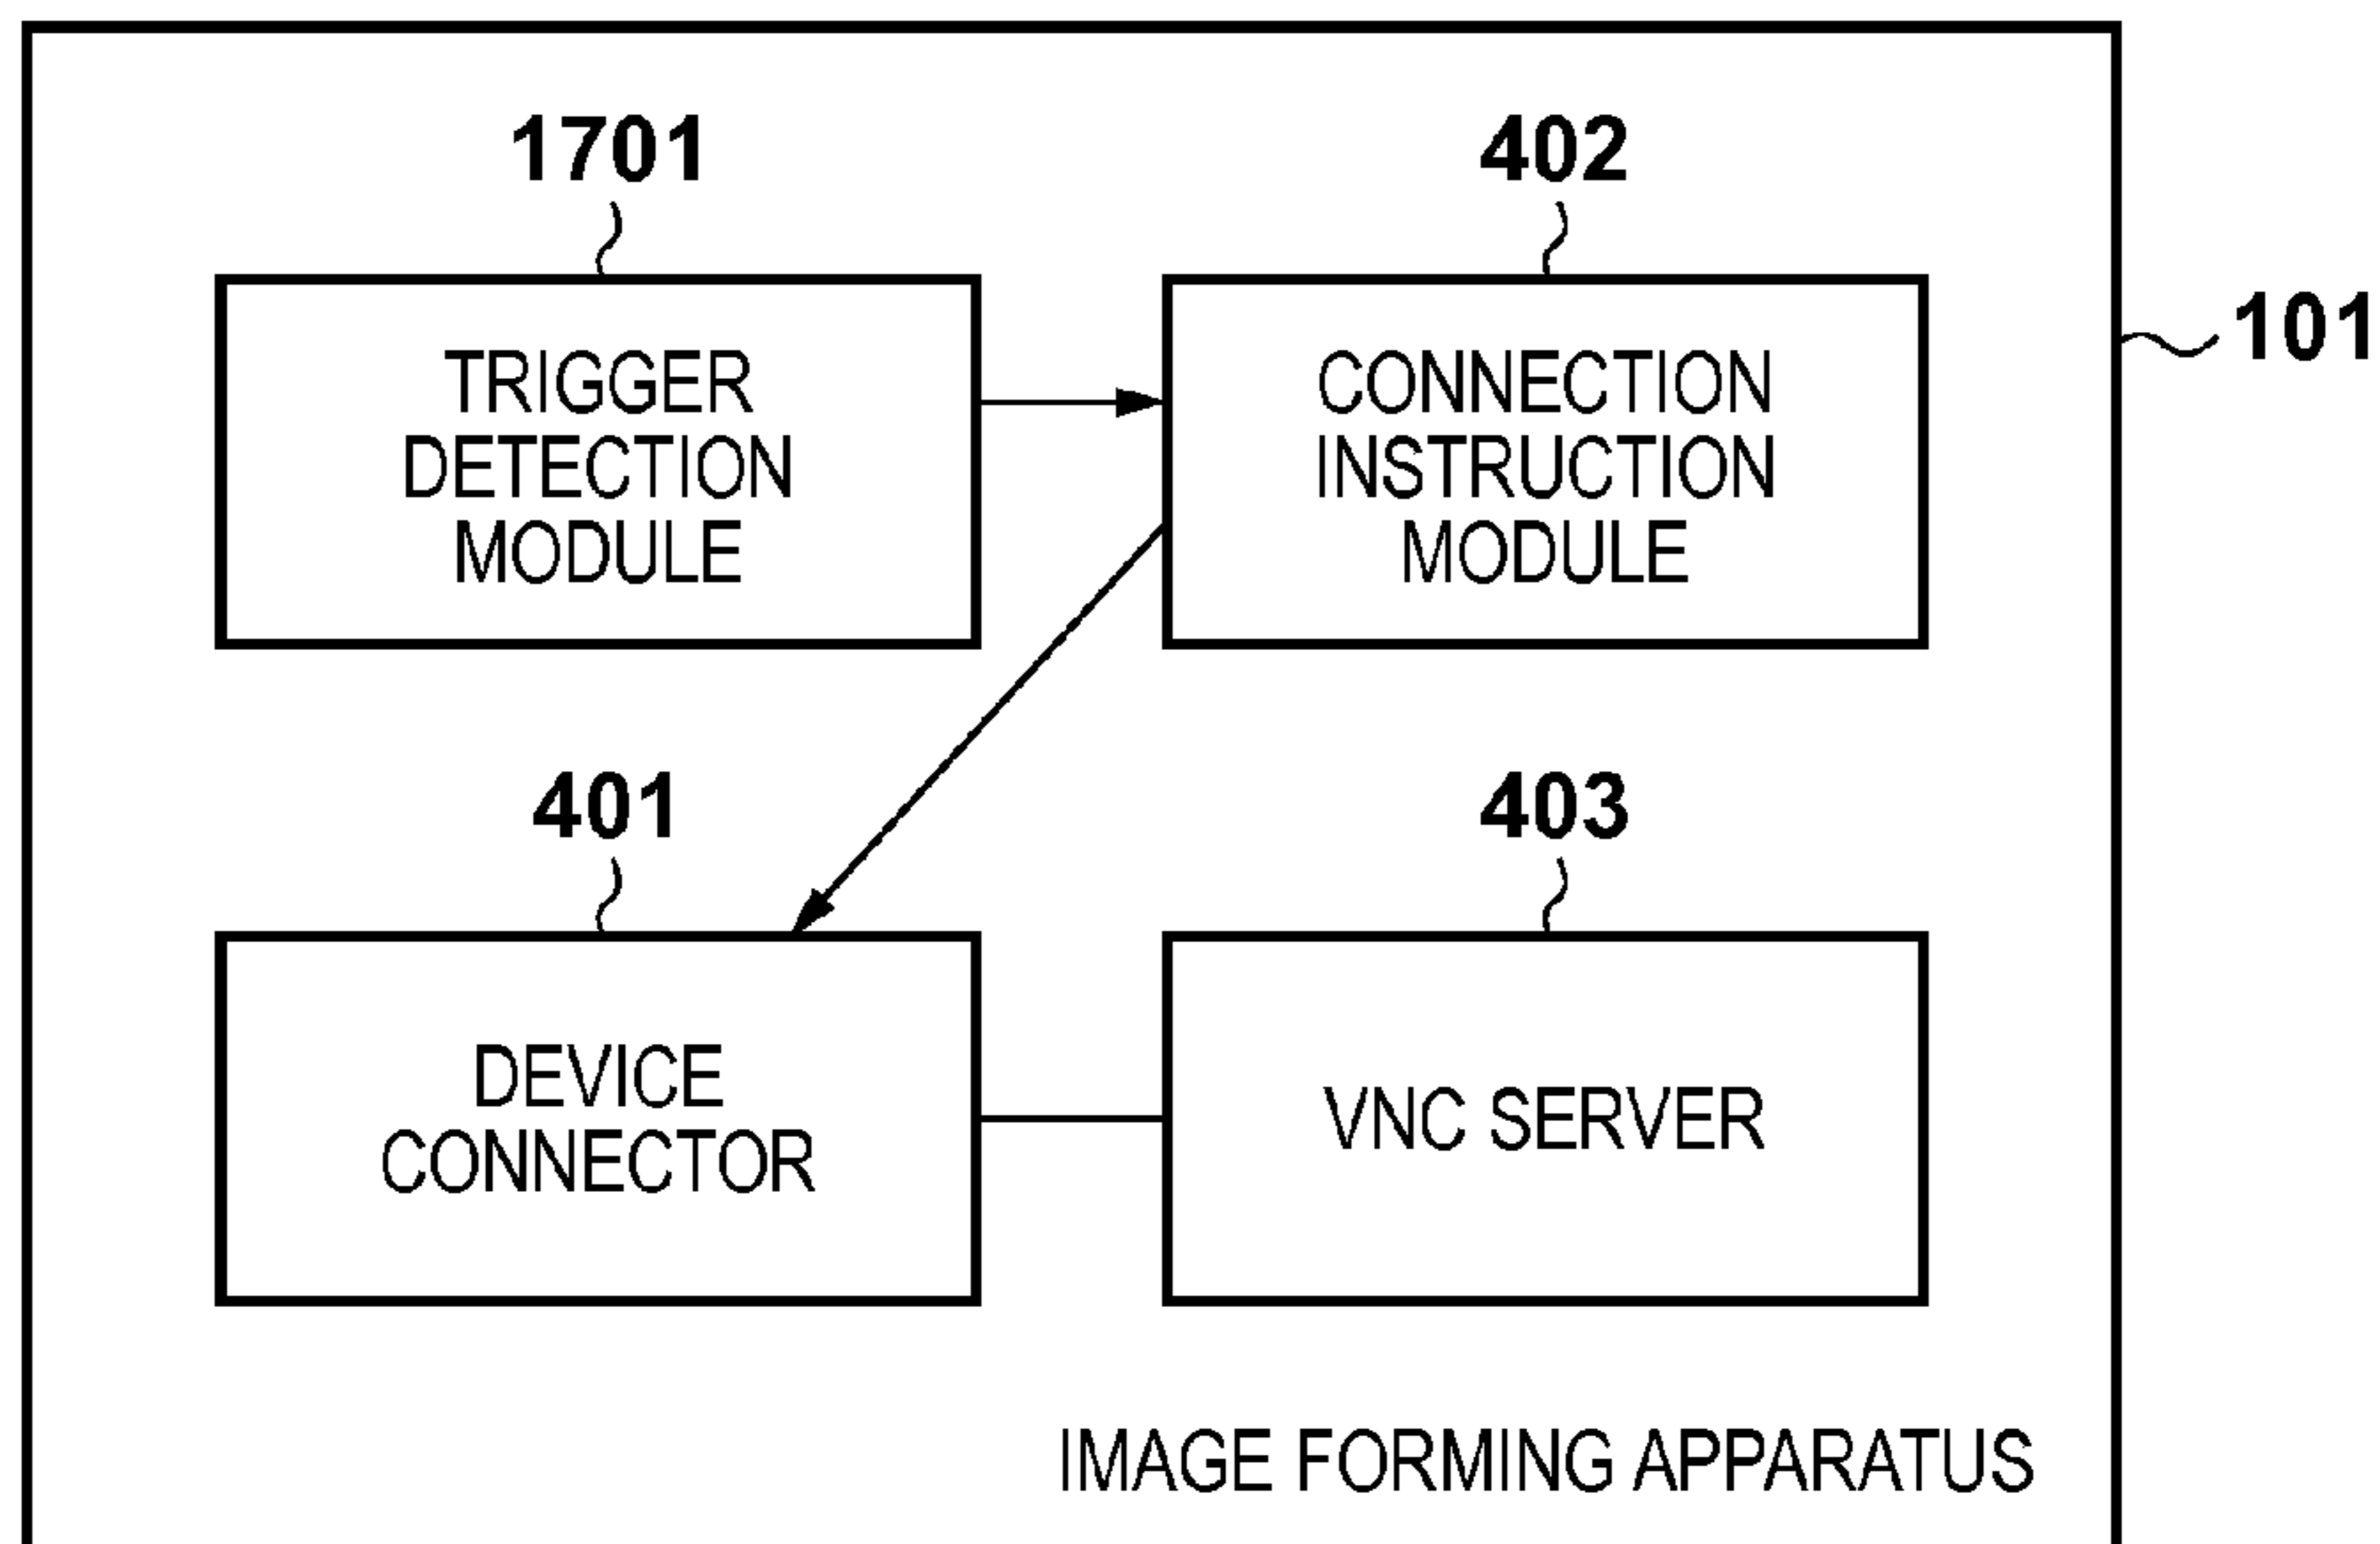 1701
402
101
TRIGGER
DETECTION
MODULE
CONNECTION
INSTRUCTION
MODULE
401
403
DEVICE
CONNECTOR
VNC SERVER
IMAGE FORMING APPARATUS